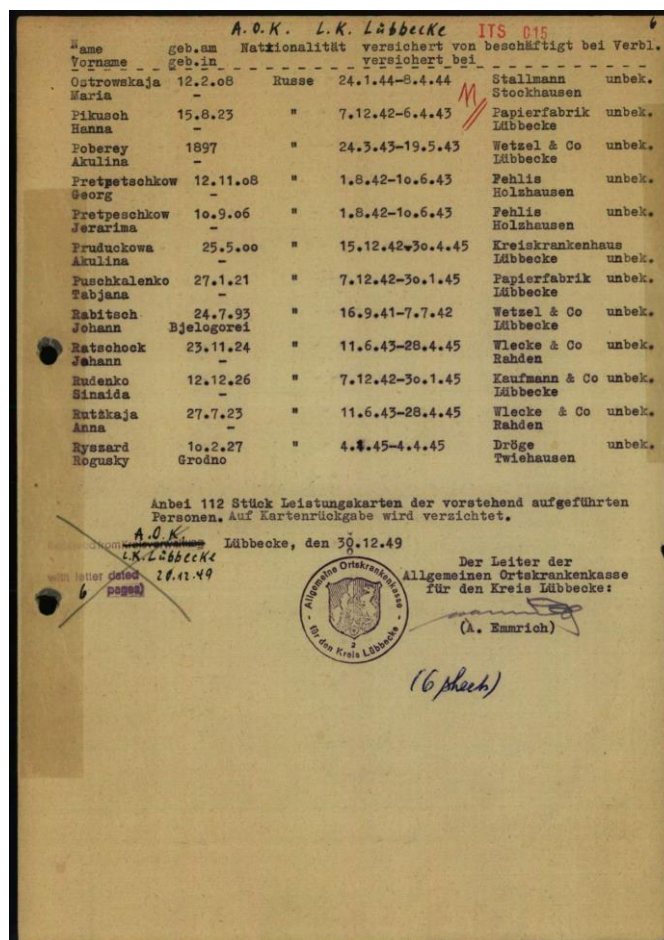 A.O.K. L.K. Lübbecke ITS 015 6
Name geb.am Nattionalität versichert von beschäftigt bei Verbl.
Vorname geb.in versichert bei
Ostrowskaja 12.2.o8 Russe 24.1.44-8.4.44 Stallmann unbek.
Maria Stockhausen
Pikusch 15.8.23 " 7.12.42-6.4.43 Papierfabrik unbek.
Hanna - Lübbecke
Poberey 1897 " 24.3.43-19.5.43 Wetzel & Co unbek.
Akulina - Lübbecke
Pretpetschkow 12.11.o8 " 1.8.42-1o.6.43 Fehlis unbek.
Georg - Holzhausen
Pretpeschkow 1o.9.o6 " 1.8.42-1o.6.43 Fehlis unbek.
Jerarima - Holzhausen
Pruduckowa 25.5.oo " 15.12.42-3o.4.45 Kreiskrankenhaus
Akulina - Lübbecke unbek.
Puschkalenko 27.1.21 " 7.12.42-3o.1.45 Papierfabrik unbek.
Tabjana - Lübbecke
Rabitsch 24.7.93 " 16.9.41-7.7.42 Wetzel & Co unbek.
Johann Bjelogorei Lübbecke
Ratschock 23.11.24 " 11.6.43-28.4.45 Wlecke & Co unbek.
Johann - Rahden
Rudenko 12.12.26 " 7.12.42-3o.1.45 Kaufmann & Co unbek.
Sinaida - Lübbecke
Rutzkaja 27.7.23 " 11.6.43-28.4.45 Wlecke & Co unbek.
Anna - Rahden
Ryszard 1o.2.27 " 4.1.45-4.4.45 Dröge unbek.
Rogusky Grodno Twiehausen
Anbei 112 Stück Leistungskarten der vorstehend aufgeführten
Personen. Auf Kartenrückgabe wird verzichtet.
A.O.K.
L.K. Lübbecke
Lübbecke, den 30.12.49
with letter dated 20.12.49
6 pages)
Der Leiter der
Allgemeinen Ortskrankenkasse
für den Kreis Lübbecke:
Allgemeine Ortskrankenkasse
- für den Kreis Lübbecke -
2
(A. Emmrich)
(6 sheets)